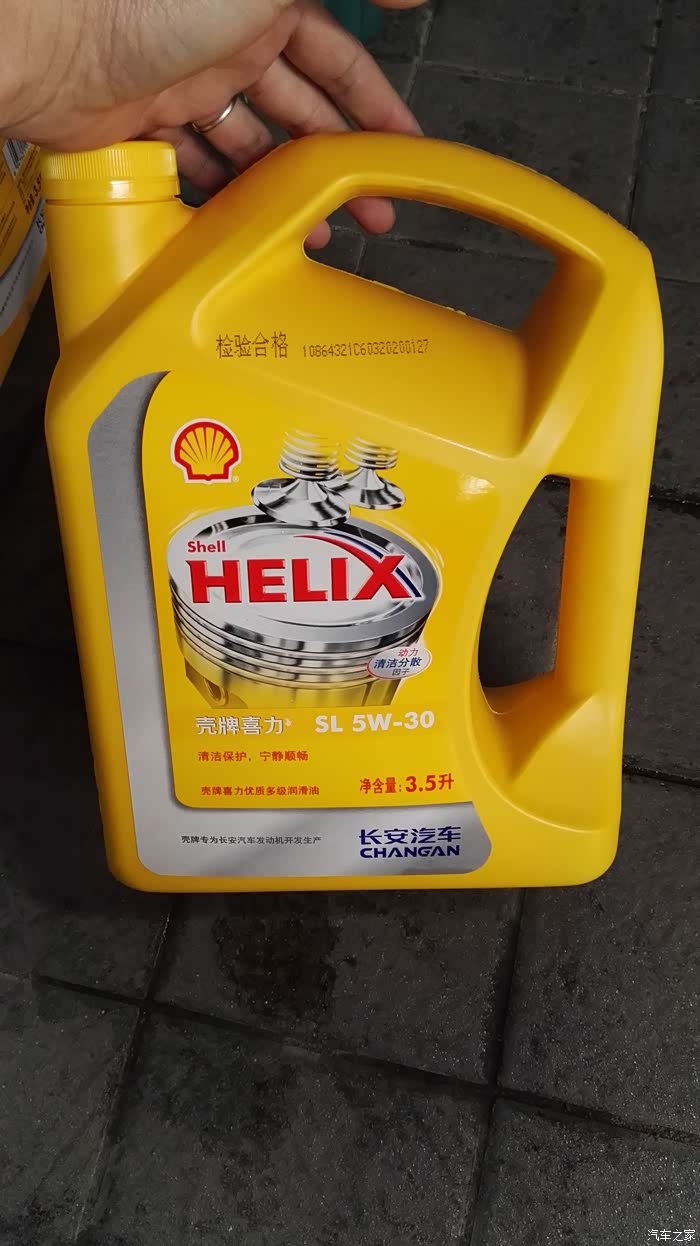 检验合格 10864321C60320200127
Shell
HELIX
动力
清洁分散
因子
壳牌喜力 SL 5W-30
清洁保护，宁静顺畅
壳牌喜力优质多级润滑油 净含量：3.5升
壳牌专为长安汽车发动机开发生产 长安汽车
CHANGAN
汽车之家